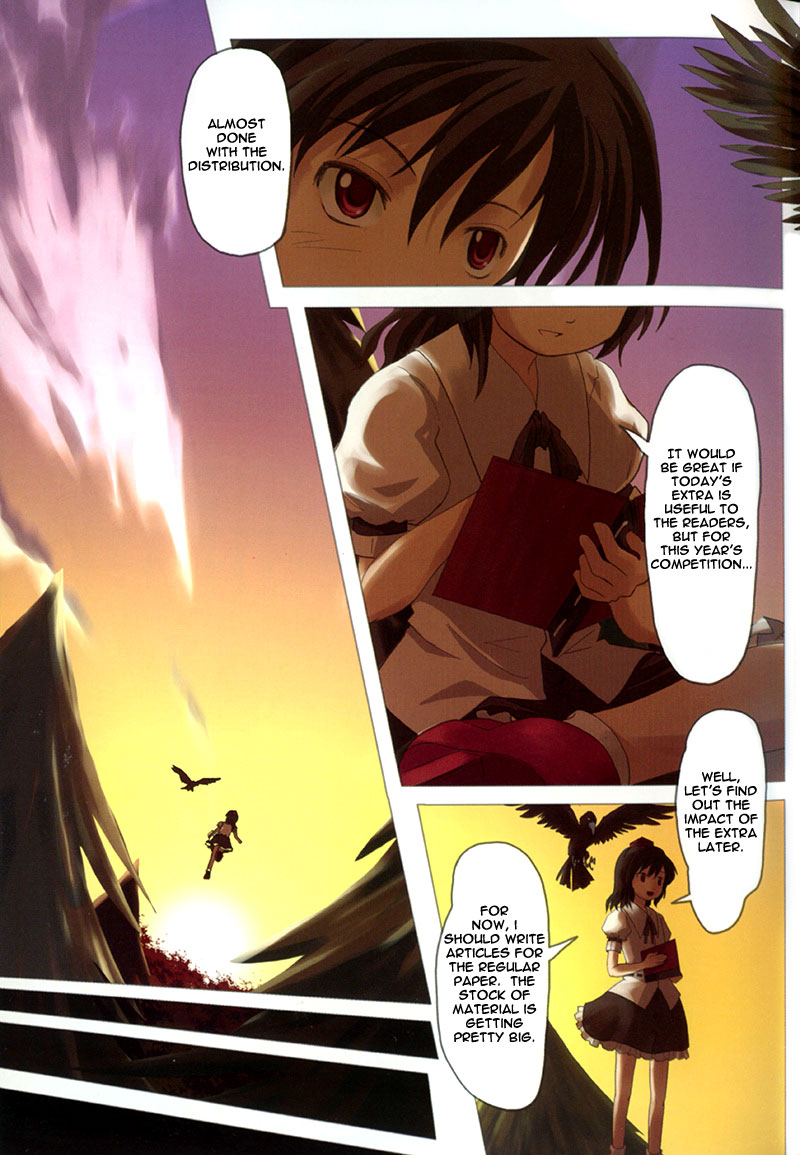 ALMOST
DONE
WITH THE
DISTRIBUTION.
IT WOULD
BE GREAT IF
TODAY'S
EXTRA IS
USEFUL TO
THE READERS,
BUT FOR
THIS YEAR'S
COMPETITION...
WELL,
LET'S FIND
OUT THE
IMPACT OF
THE EXTRA
LATER.
FOR
NOW, I
SHOULD WRITE
ARTICLES FOR
THE REGULAR
PAPER. THE
STOCK OF
MATERIAL IS
GETTING
PRETTY BIG.